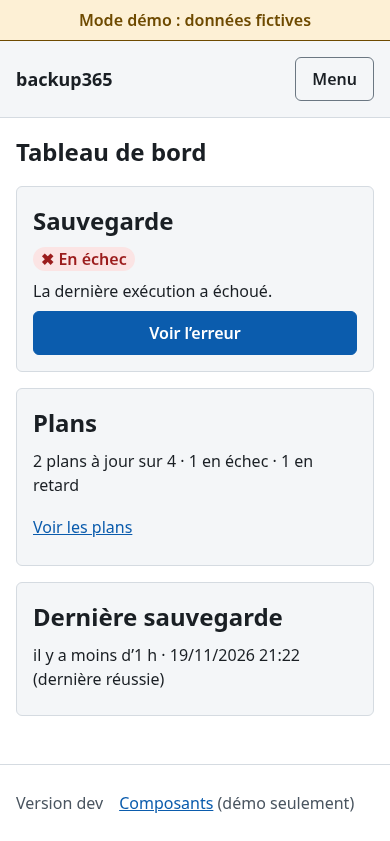 Mode démo : données fictives
backup365
Menu
Tableau de bord
Sauvegarde
✖ En échec
La dernière exécution a échoué.
Voir l’erreur
Plans
2 plans à jour sur 4 · 1 en échec · 1 en
retard
Voir les plans
Dernière sauvegarde
il y a moins d’1 h · 19/11/2026 21:22
(dernière réussie)
Version dev Composants (démo seulement)